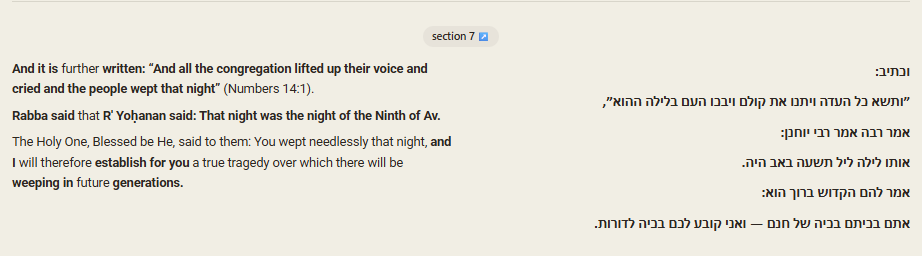 section 7
And it is further written: “And all the congregation lifted up their voice and
cried and the people wept that night” (Numbers 14:1).
Rabba said that R' Yoḥanan said: That night was the night of the Ninth of Av.
The Holy One, Blessed be He, said to them: You wept needlessly that night, and
I will therefore establish for you a true tragedy over which there will be
weeping in future generations.
וכתיב:
״ותשא כל העדה ויתנו את קולם ויבכו העם בלילה ההוא״,
אמר רבה אמר רבי יוחנן:
אותו לילה ליל תשעה באב היה.
אמר להם הקדוש ברוך הוא:
אתם בכיתם בכיה של חנם — ואני קובע לכם בכיה לדורות.